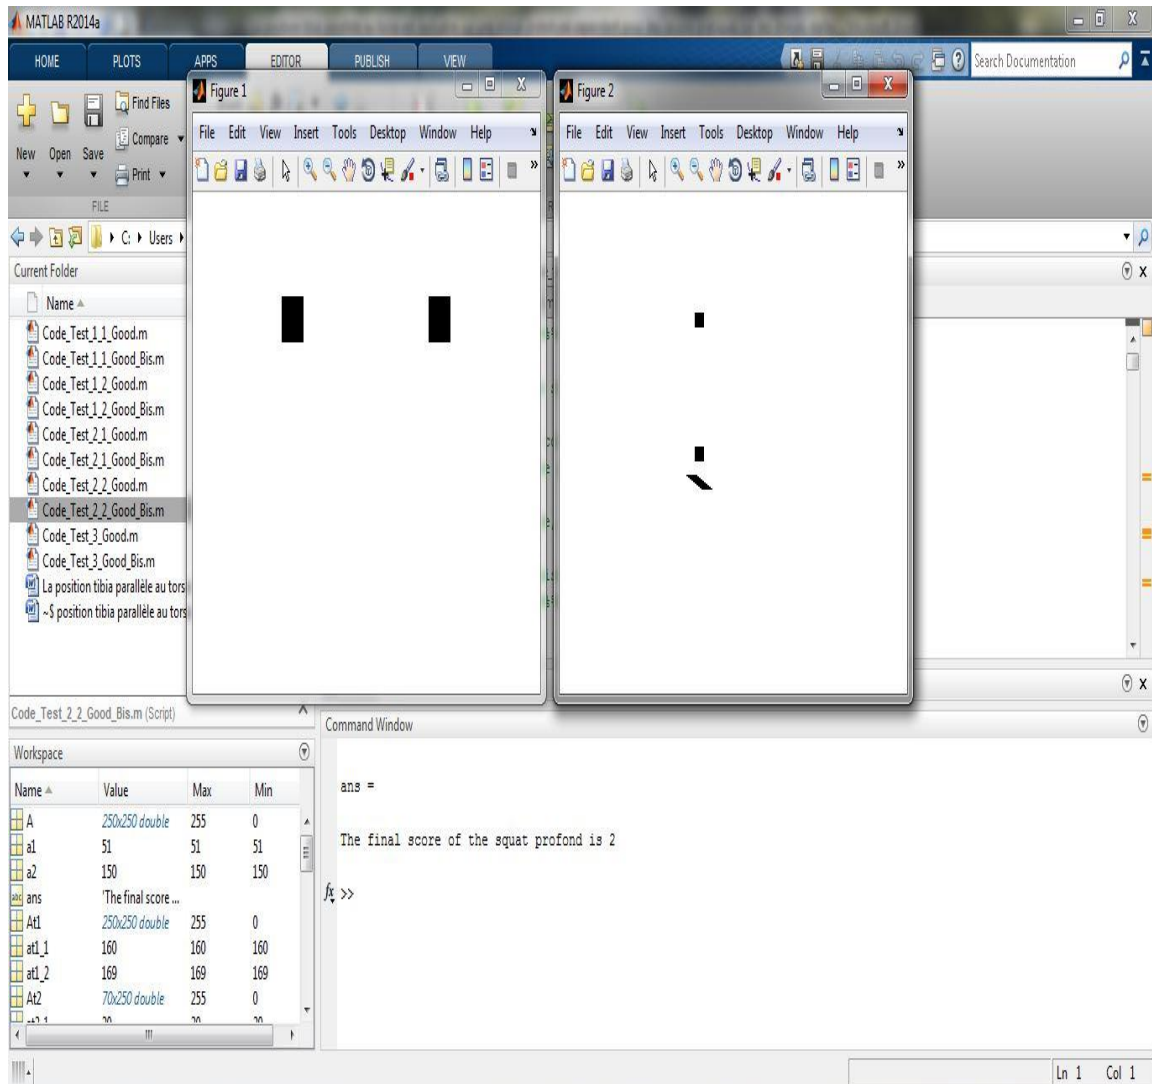 MATLAB R2014a
HOME PLOTS APPS EDITOR PUBLISH VIEW
Search Documentation
New Open Save
Find Files
Compare
Print
FILE
C: Users
Figure 1
File Edit View Insert Tools Desktop Window Help
Figure 2
File Edit View Insert Tools Desktop Window Help
Current Folder
Name
Code_Test_1_1_Good.m
Code_Test_1_1_Good_Bis.m
Code_Test_1_2_Good.m
Code_Test_1_2_Good_Bis.m
Code_Test_2_1_Good.m
Code_Test_2_1_Good_Bis.m
Code_Test_2_2_Good.m
Code_Test_2_2_Good_Bis.m
Code_Test_3_Good.m
Code_Test_3_Good_Bis.m
La position tibia parallèle au tors
~$ position tibia parallèle au tors
Code_Test_2_2_Good_Bis.m (Script)
Workspace
Name Value Max Min
A 250x250 double 255 0
a1 51 51 51
a2 150 150 150
abc ans 'The final score ...
At1 250x250 double 255 0
at1_1 160 160 160
at1_2 169 169 169
At2 70x250 double 255 0
Command Window
ans =
The final score of the squat profond is 2
fx >>
Ln 1 Col 1